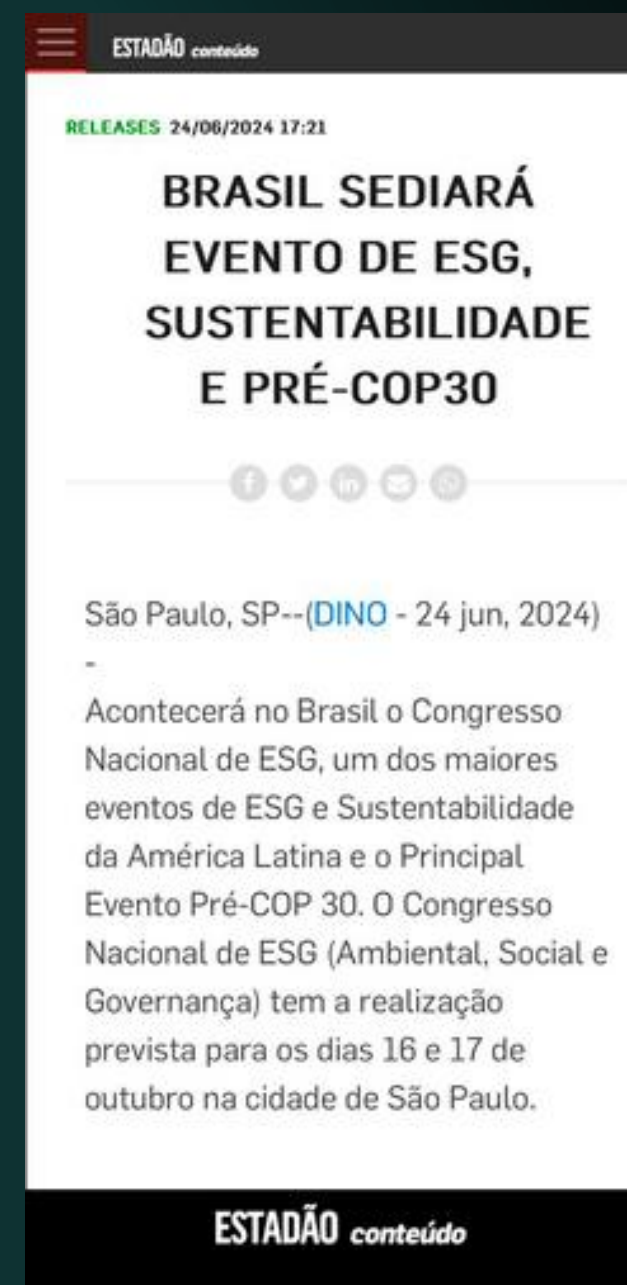 ESTADÃO conteúdo
RELEASES 24/06/2024 17:21
BRASIL SEDIARÁ
EVENTO DE ESG,
SUSTENTABILIDADE
E PRÉ-COP30
São Paulo, SP--(DINO - 24 jun, 2024)
-
Acontecerá no Brasil o Congresso
Nacional de ESG, um dos maiores
eventos de ESG e Sustentabilidade
da América Latina e o Principal
Evento Pré-COP 30. O Congresso
Nacional de ESG (Ambiental, Social e
Governança) tem a realização
prevista para os dias 16 e 17 de
outubro na cidade de São Paulo.
ESTADÃO conteúdo